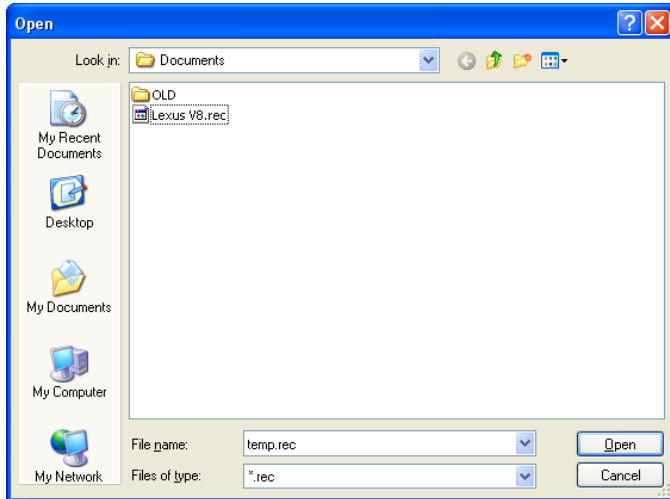 Open
Look in:
Documents
OLD
Lexus V8.rec
My Recent
Documents
Desktop
My Documents
My Computer
My Network
File name:
temp.rec
Open
Files of type:
*.rec
Cancel